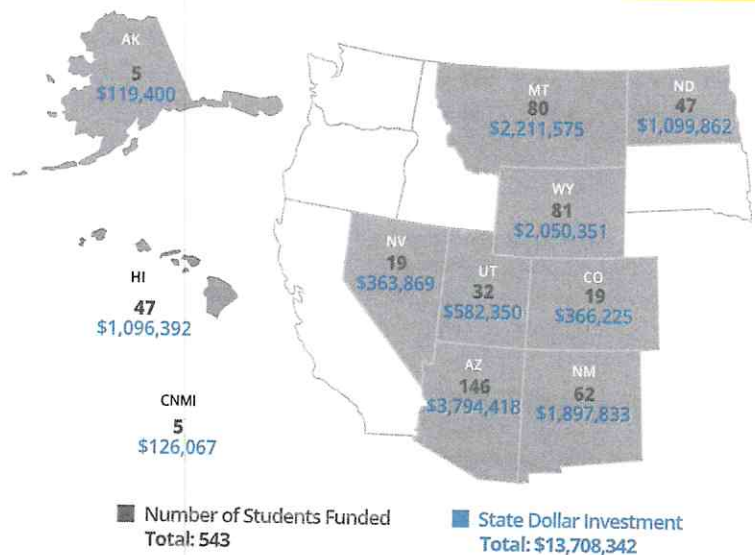 AK
5
$119,400
MT
80
$2,211,575
ND
47
$1,099,862
WY
81
$2,050,351
NV
19
$363,869
UT
32
$582,350
CO
19
$366,225
HI
47
$1,096,392
AZ
146
$3,794,418
NM
62
$1,897,833
CNMI
5
$126,067
Number of Students Funded
Total: 543
State Dollar Investment
Total: $13,708,342